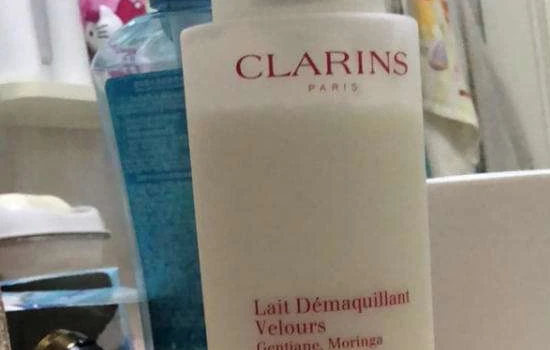 CLARINS
PARIS
Lait Démaquillant
Velours
Gentiane, Moringa